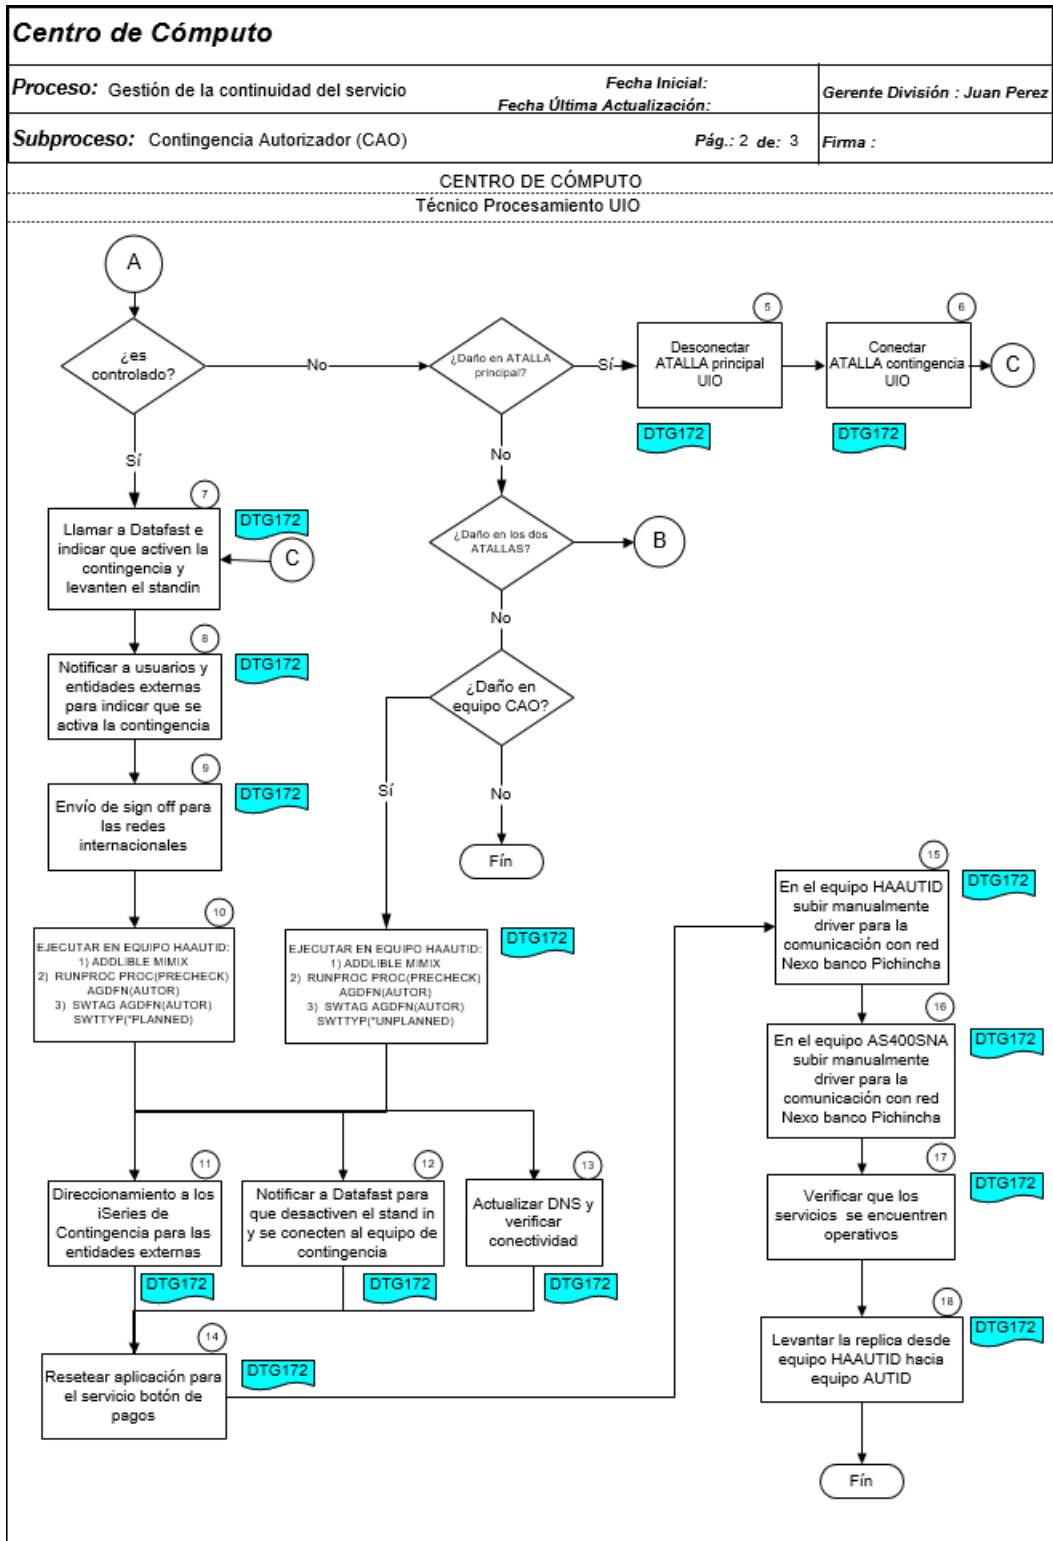 Centro de Cómputo
Proceso: Gestión de la continuidad del servicio
Fecha Inicial:
Fecha Última Actualización:
Gerente División : Juan Perez
Subproceso: Contingencia Autorizador (CAO)
Pág.: 2 de: 3
Firma :
CENTRO DE CÓMPUTO
Técnico Procesamiento UIO
A
¿es
controlado?
No
¿Daño en ATALLA
principal?
Sí
5
Desconectar
ATALLA principal
UIO
DTG172
6
Conectar
ATALLA contingencia
UIO
DTG172
C
Sí
No
7
Llamar a Datafast e
indicar que activen la
contingencia y
levanten el standin
DTG172
C
¿Daño en los dos
ATALLAS?
B
No
8
Notificar a usuarios y
entidades externas
para indicar que se
activa la contingencia
DTG172
¿Daño en
equipo CAO?
Sí
No
Fín
9
Envío de sign off para
las redes
internacionales
DTG172
10
EJECUTAR EN EQUIPO HAAUTID:
1) ADDLIBLE MIMIX
2) RUNPROC PROC(PRECHECK)
AGDFN(AUTOR)
3) SWTAG AGDFN(AUTOR)
SWTTYP(*PLANNED)
EJECUTAR EN EQUIPO HAAUTID:
1) ADDLIBLE MIMIX
2) RUNPROC PROC(PRECHECK)
AGDFN(AUTOR)
3) SWTAG AGDFN(AUTOR)
SWTTYP(*UNPLANNED)
DTG172
11
Direccionamiento a los
iSeries de
Contingencia para las
entidades externas
DTG172
12
Notificar a Datafast para
que desactiven el stand in
y se conecten al equipo de
contingencia
DTG172
13
Actualizar DNS y
verificar
conectividad
DTG172
14
Resetear aplicación para
el servicio botón de
pagos
DTG172
15
En el equipo HAAUTID
subir manualmente
driver para la
comunicación con red
Nexo banco Pichincha
DTG172
16
En el equipo AS400SNA
subir manualmente
driver para la
comunicación con red
Nexo banco Pichincha
DTG172
17
Verificar que los
servicios se encuentren
operativos
DTG172
18
Levantar la replica desde
equipo HAAUTID hacia
equipo AUTID
DTG172
Fín